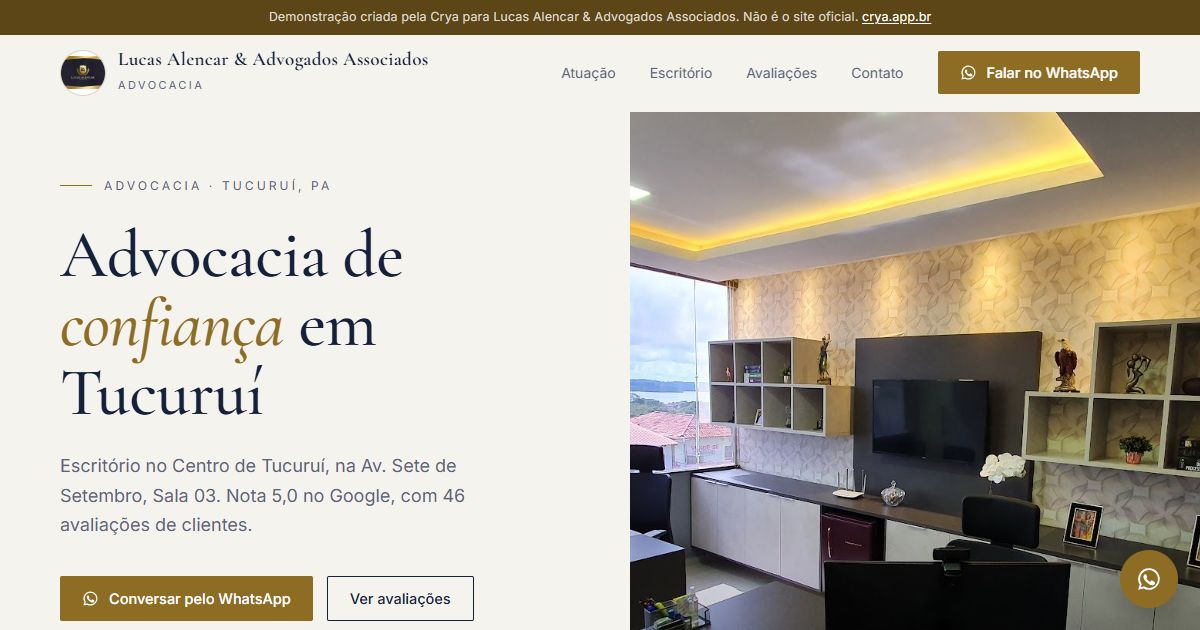 Demonstração criada pela Crya para Lucas Alencar & Advogados Associados. Não é o site oficial. crya.app.br
Lucas Alencar & Advogados Associados
ADVOCACIA
Atuação
Escritório
Avaliações
Contato
Falar no WhatsApp
ADVOCACIA · TUCURUÍ, PA
Advocacia de
confiança em
Tucuruí
Escritório no Centro de Tucuruí, na Av. Sete de
Setembro, Sala 03. Nota 5,0 no Google, com 46
avaliações de clientes.
Conversar pelo WhatsApp
Ver avaliações